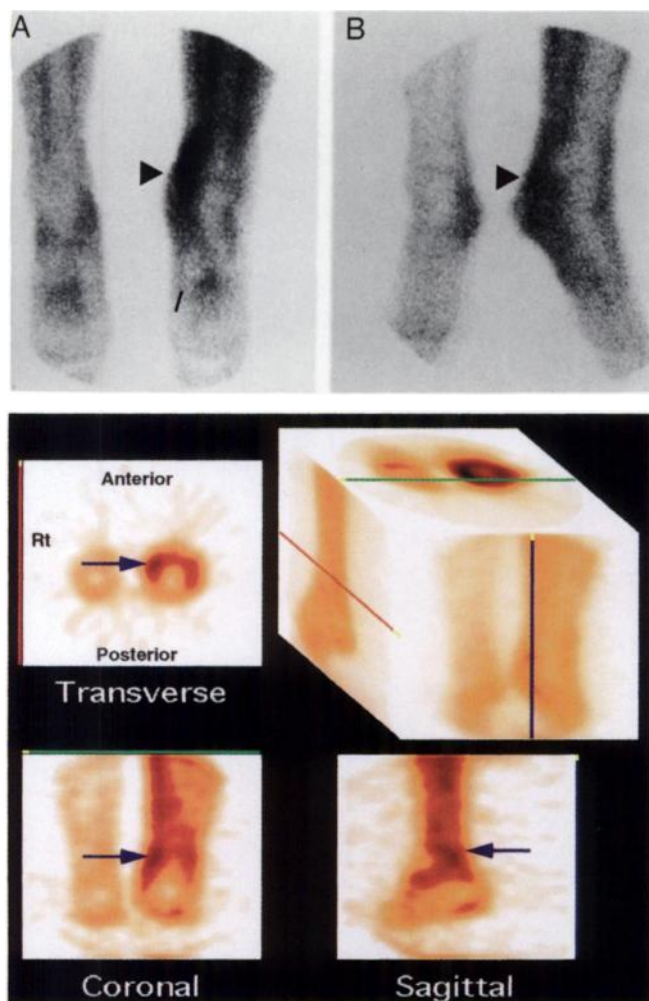 A
B
Anterior
Rt
Posterior
Transverse
Coronal
Sagittal